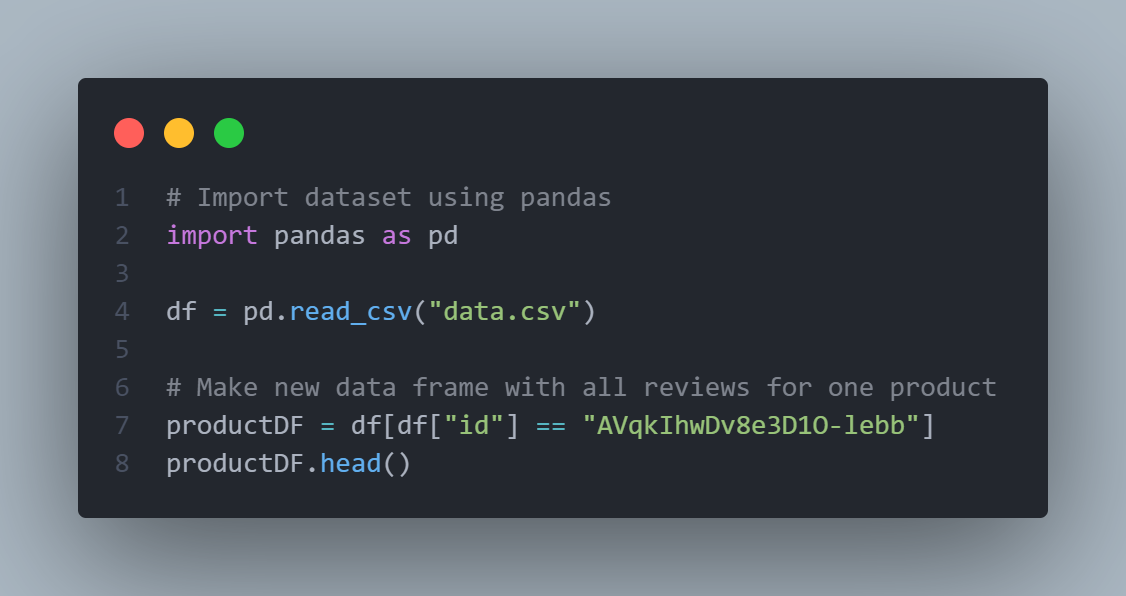 1 # Import dataset using pandas
2 import pandas as pd
3
4 df = pd.read_csv("data.csv")
5
6 # Make new data frame with all reviews for one product
7 productDF = df[df["id"] == "AVqkIhwDv8e3D1O-lebb"]
8 productDF.head()